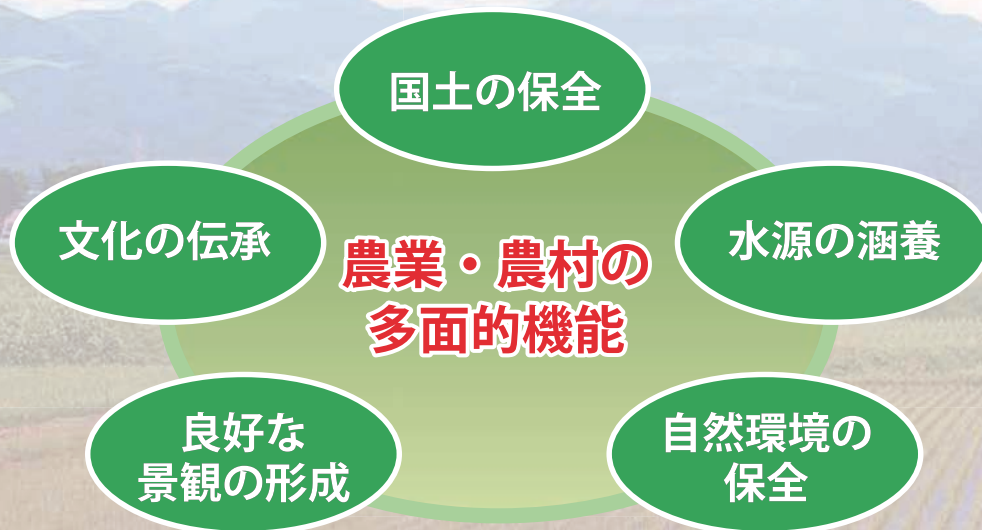 国土の保全
文化の伝承
水源の涵養
農業・農村の
多面的機能
良好な
景観の形成
自然環境の
保全